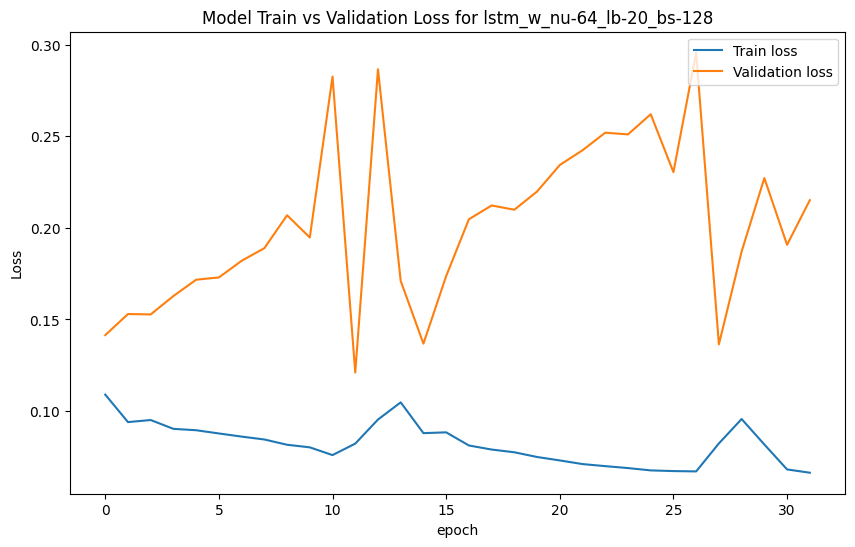 Model Train vs Validation Loss for lstm_w_nu-64_lb-20_bs-128
Train loss
Validation loss
0.30
0.25
0.20
0.15
0.10
Loss
0 5 10 15 20 25 30
epoch